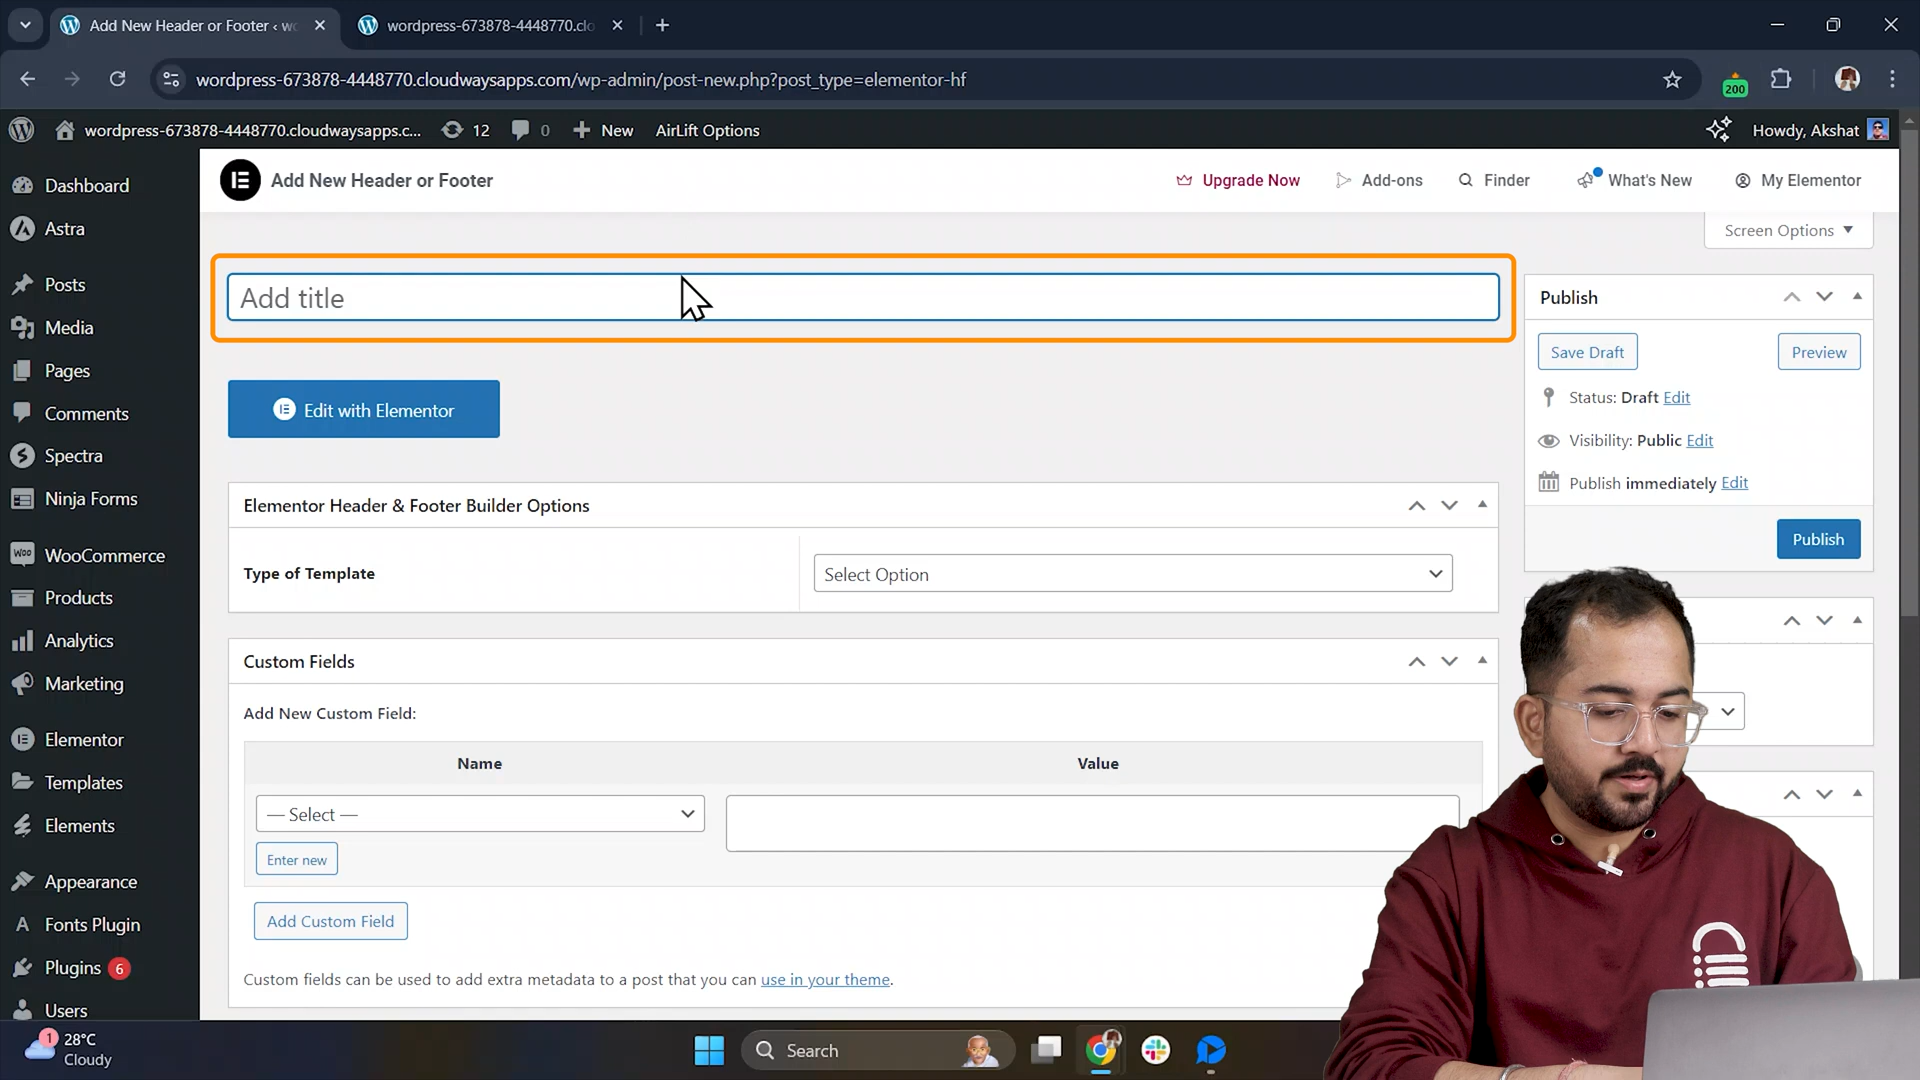 Add New Header or Footer ‹ wo
wordpress-673878-4448770.clo
wordpress-673878-4448770.cloudwaysapps.com/wp-admin/post-new.php?post_type=elementor-hf
200
wordpress-673878-4448770.cloudwaysapps.c...
12
0
New
AirLift Options
Howdy, Akshat
Add New Header or Footer
Upgrade Now
Add-ons
Finder
What's New
My Elementor
Screen Options
Dashboard
Astra
Posts
Media
Pages
Comments
Spectra
Ninja Forms
WooCommerce
Products
Analytics
Marketing
Elementor
Templates
Elements
Appearance
Fonts Plugin
Plugins 6
Users
Add title
Edit with Elementor
Elementor Header & Footer Builder Options
Type of Template
Select Option
Custom Fields
Add New Custom Field:
Name
Value
— Select —
Enter new
Add Custom Field
Custom fields can be used to add extra metadata to a post that you can use in your theme.
Publish
Save Draft
Preview
Status: Draft Edit
Visibility: Public Edit
Publish immediately Edit
Publish
1
28°C
Cloudy
Search